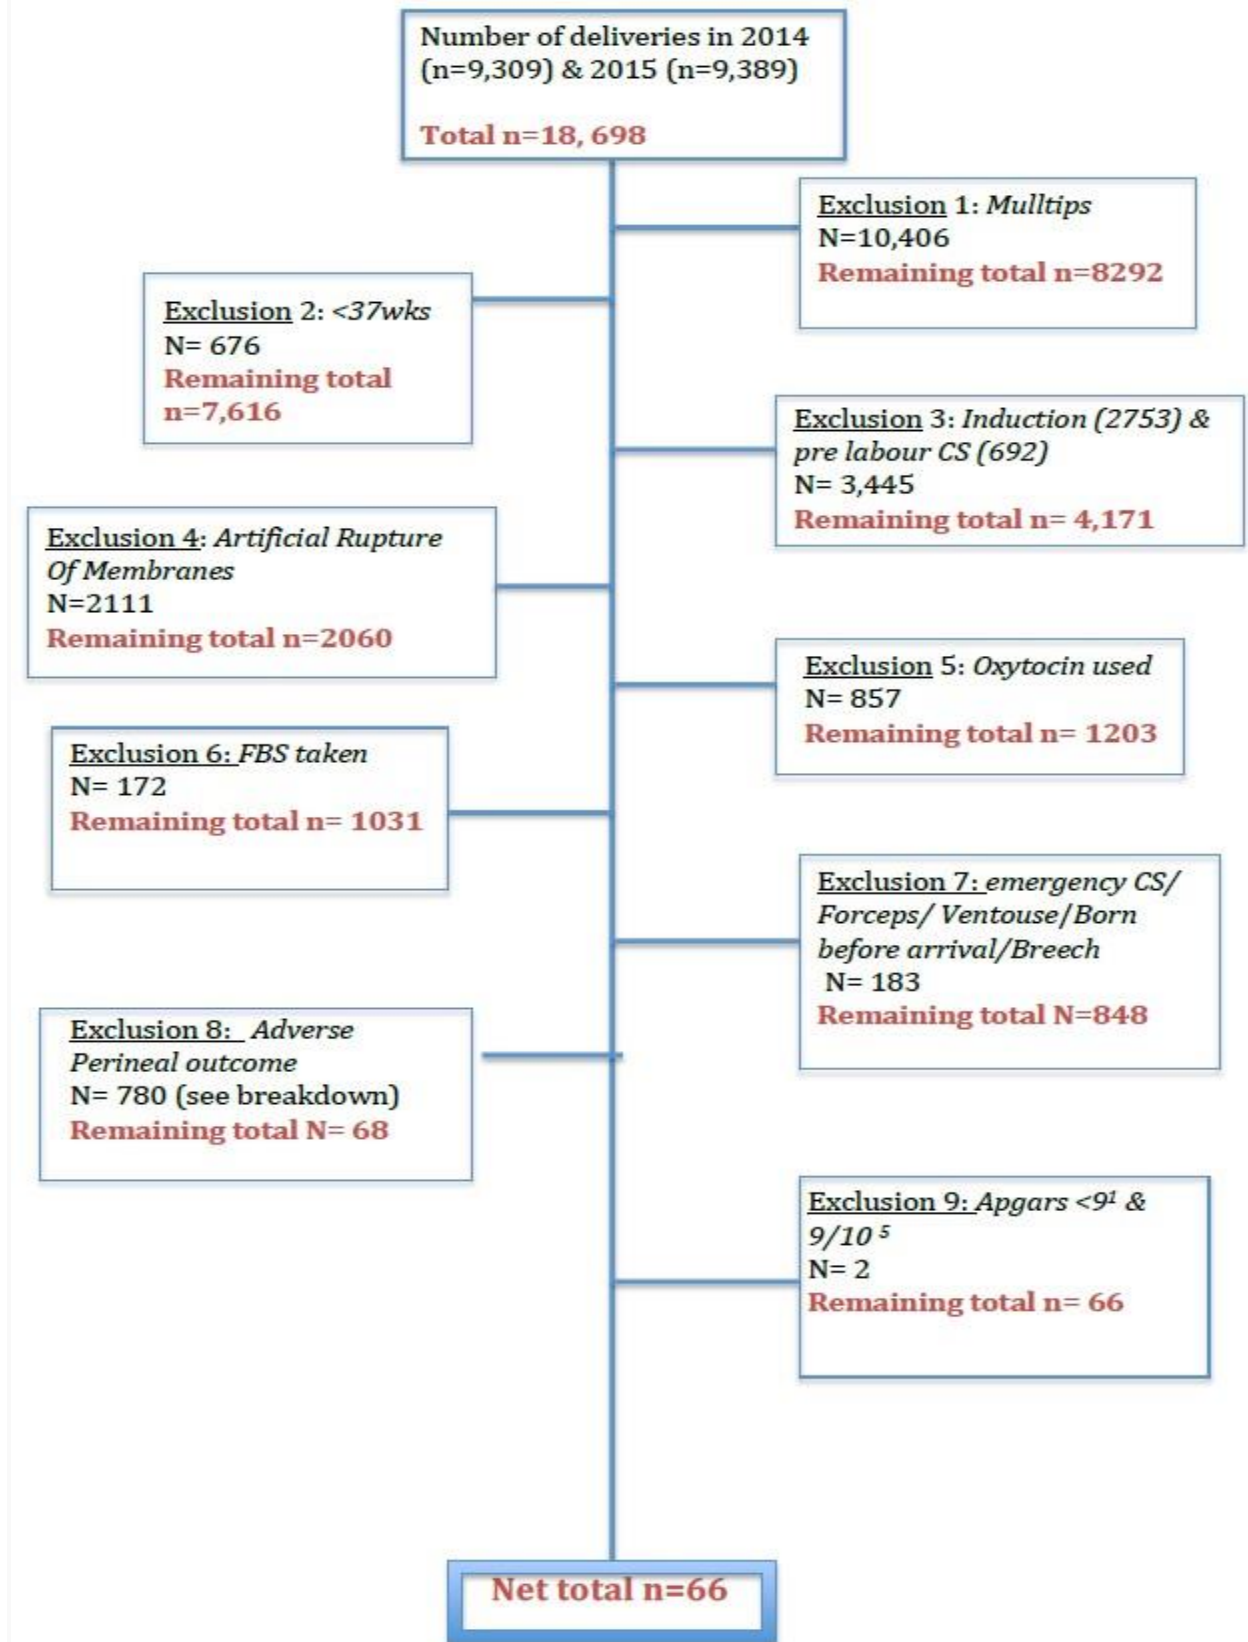 Number of deliveries in 2014
(n=9,309) & 2015 (n=9,389)
Total n=18, 698
Exclusion 1: Mulltips
N=10,406
Remaining total n=8292
Exclusion 2: <37wks
N= 676
Remaining total
n=7,616
Exclusion 3: Induction (2753) &
pre labour CS (692)
N= 3,445
Remaining total n= 4,171
Exclusion 4: Artificial Rupture
Of Membranes
N=2111
Remaining total n=2060
Exclusion 5: Oxytocin used
N= 857
Remaining total n= 1203
Exclusion 6: FBS taken
N= 172
Remaining total n= 1031
Exclusion 7: emergency CS/
Forceps/ Ventouse/Born
before arrival/Breech
N= 183
Remaining total N=848
Exclusion 8: Adverse
Perineal outcome
N= 780 (see breakdown)
Remaining total N= 68
Exclusion 9: Apgars <9¹ &
9/10 ⁵
N= 2
Remaining total n= 66
Net total n=66